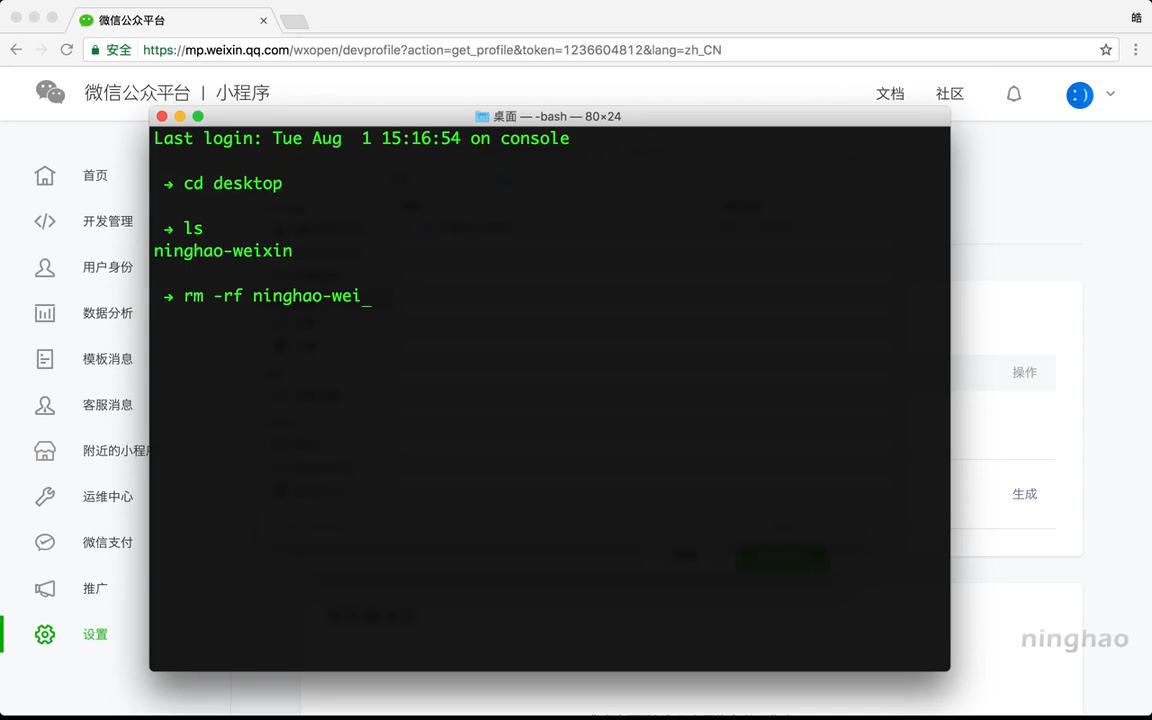 微信公众平台
皓
安全 https://mp.weixin.qq.com/wxopen/devprofile?action=get_profile&token=1236604812&lang=zh_CN
微信公众平台 | 小程序
文档 社区
桌面 — -bash — 80×24
Last login: Tue Aug  1 15:16:54 on console
→ cd desktop
→ ls
ninghao-weixin
→ rm -rf ninghao-wei_
首页
开发管理
用户身份
数据分析
模板消息
客服消息
附近的小程
运维中心
微信支付
推广
设置
操作
生成
ninghao